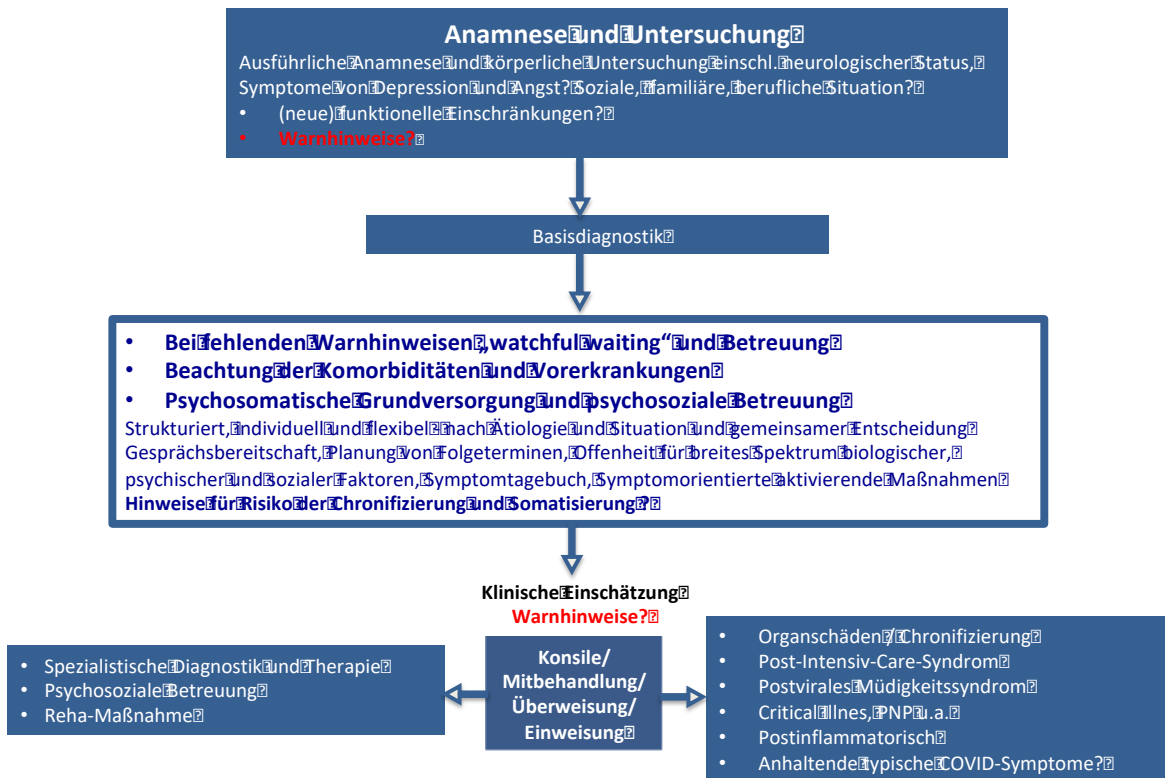 Anamnese und Untersuchung
Ausführliche Anamnese und körperliche Untersuchung einschl. neurologischer Status,
Symptome von Depression und Angst? Soziale, familiäre, berufliche Situation?
• (neue) funktionelle Einschränkungen?
• Warnhinweise?
Basisdiagnostik
• Bei fehlenden Warnhinweisen „watchful waiting“ und Betreuung
• Beachtung der Komorbiditäten und Vorerkrankungen
• Psychosomatische Grundversorgung und psychosoziale Betreuung
Strukturiert, individuell und flexibel - nach Ätiologie und Situation und gemeinsamer Entscheidung
Gesprächsbereitschaft, Planung von Folgeterminen, Offenheit für breites Spektrum biologischer,
psychischer und sozialer Faktoren, Symptomtagebuch, Symptomorientierte aktivierende Maßnahmen
Hinweise für Risiko der Chronifizierung und Somatisierung ?
Klinische Einschätzung
Warnhinweise?
• Spezialistische Diagnostik und Therapie
• Psychosoziale Betreuung
• Reha-Maßnahme
Konsile/
Mitbehandlung/
Überweisung/
Einweisung
• Organschäden / Chronifizierung
• Post-Intensiv-Care-Syndrom
• Postvirales Müdigkeitssyndrom
• Critical Illnes, PNP u.a.
• Postinflammatorisch
• Anhaltende typische COVID-Symptome?